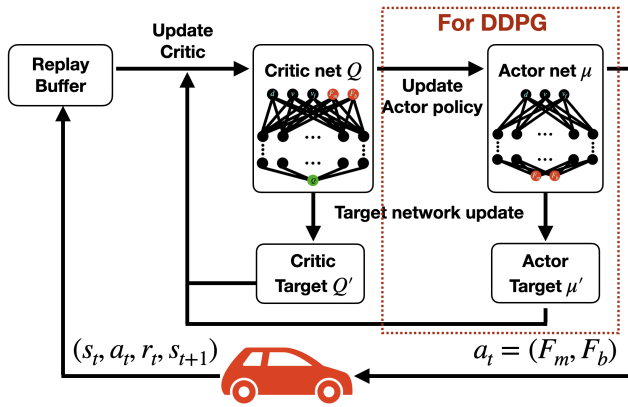 For DDPG
Update
Critic
Replay
Buffer
Critic net Q
Update
Actor policy
Actor net μ
...
...
Q
Target network update
Critic
Target Q′
Actor
Target μ′
(s_t, a_t, r_t, s_{t+1})
a_t = (F_m, F_b)